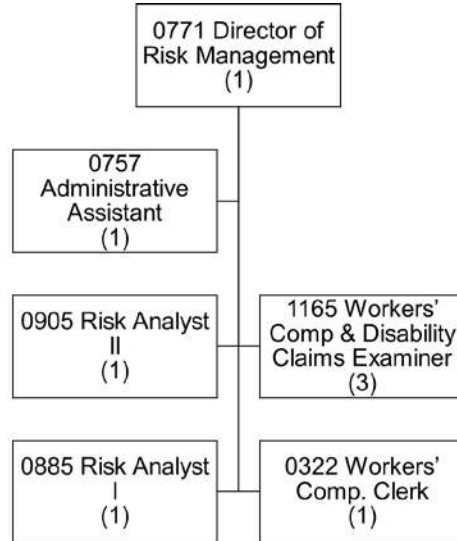 0771 Director of
Risk Management
(1)
0757
Administrative
Assistant
(1)
0905 Risk Analyst
II
(1)
1165 Workers'
Comp & Disability
Claims Examiner
(3)
0885 Risk Analyst
I
(1)
0322 Workers'
Comp. Clerk
(1)